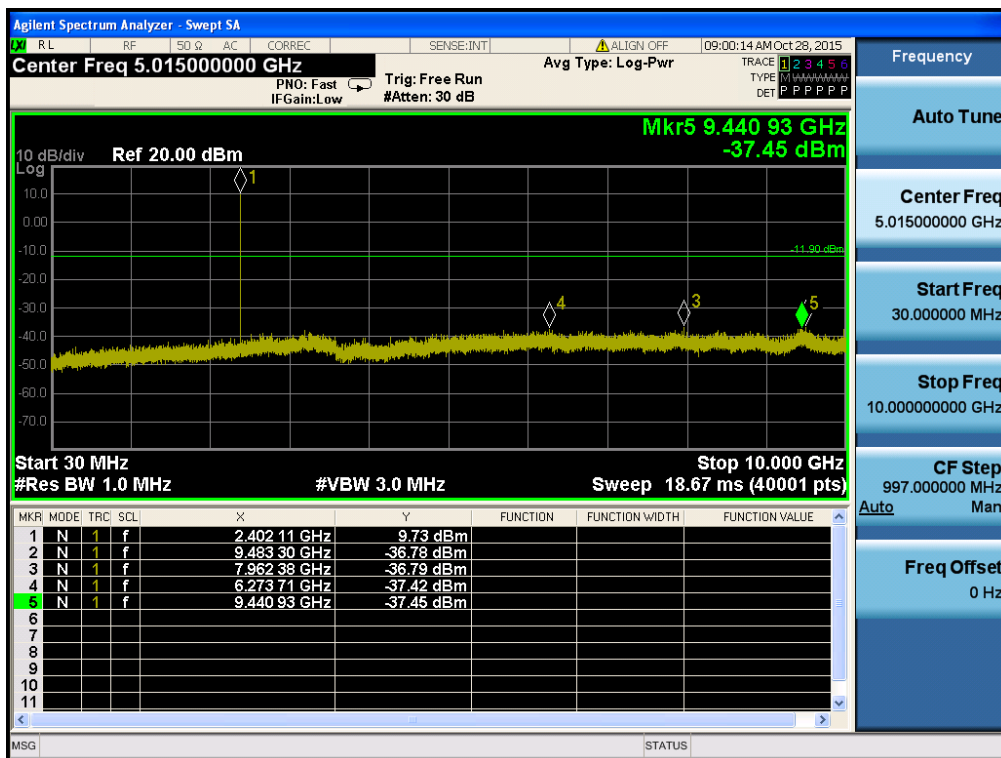 Agilent Spectrum Analyzer - Swept SA
LXI RL RF 50 Ω AC CORREC SENSE:INT ALIGN OFF 09:00:14 AM Oct 28, 2015
Center Freq 5.015000000 GHz
PNO: Fast
IFGain:Low
Trig: Free Run
#Atten: 30 dB
Avg Type: Log-Pwr
TRACE 1 2 3 4 5 6
TYPE M
DET P P P P P P
Mkr5 9.440 93 GHz
-37.45 dBm
10 dB/div
Log
Ref 20.00 dBm
10.0
0.00
-10.0
-20.0
-30.0
-40.0
-50.0
-60.0
-70.0
-11.90 dBm
1
4
3
5
Start 30 MHz
Stop 10.000 GHz
#Res BW 1.0 MHz
#VBW 3.0 MHz
Sweep 18.67 ms (40001 pts)
MKR MODE TRC SCL X Y FUNCTION FUNCTION WIDTH FUNCTION VALUE
1 N 1 f 2.402 11 GHz 9.73 dBm
2 N 1 f 9.483 30 GHz -36.78 dBm
3 N 1 f 7.962 38 GHz -36.79 dBm
4 N 1 f 6.273 71 GHz -37.42 dBm
5 N 1 f 9.440 93 GHz -37.45 dBm
6
7
8
9
10
11
MSG
STATUS
Frequency
Auto Tune
Center Freq
5.015000000 GHz
Start Freq
30.000000 MHz
Stop Freq
10.000000000 GHz
CF Step
997.000000 MHz
Auto Man
Freq Offset
0 Hz